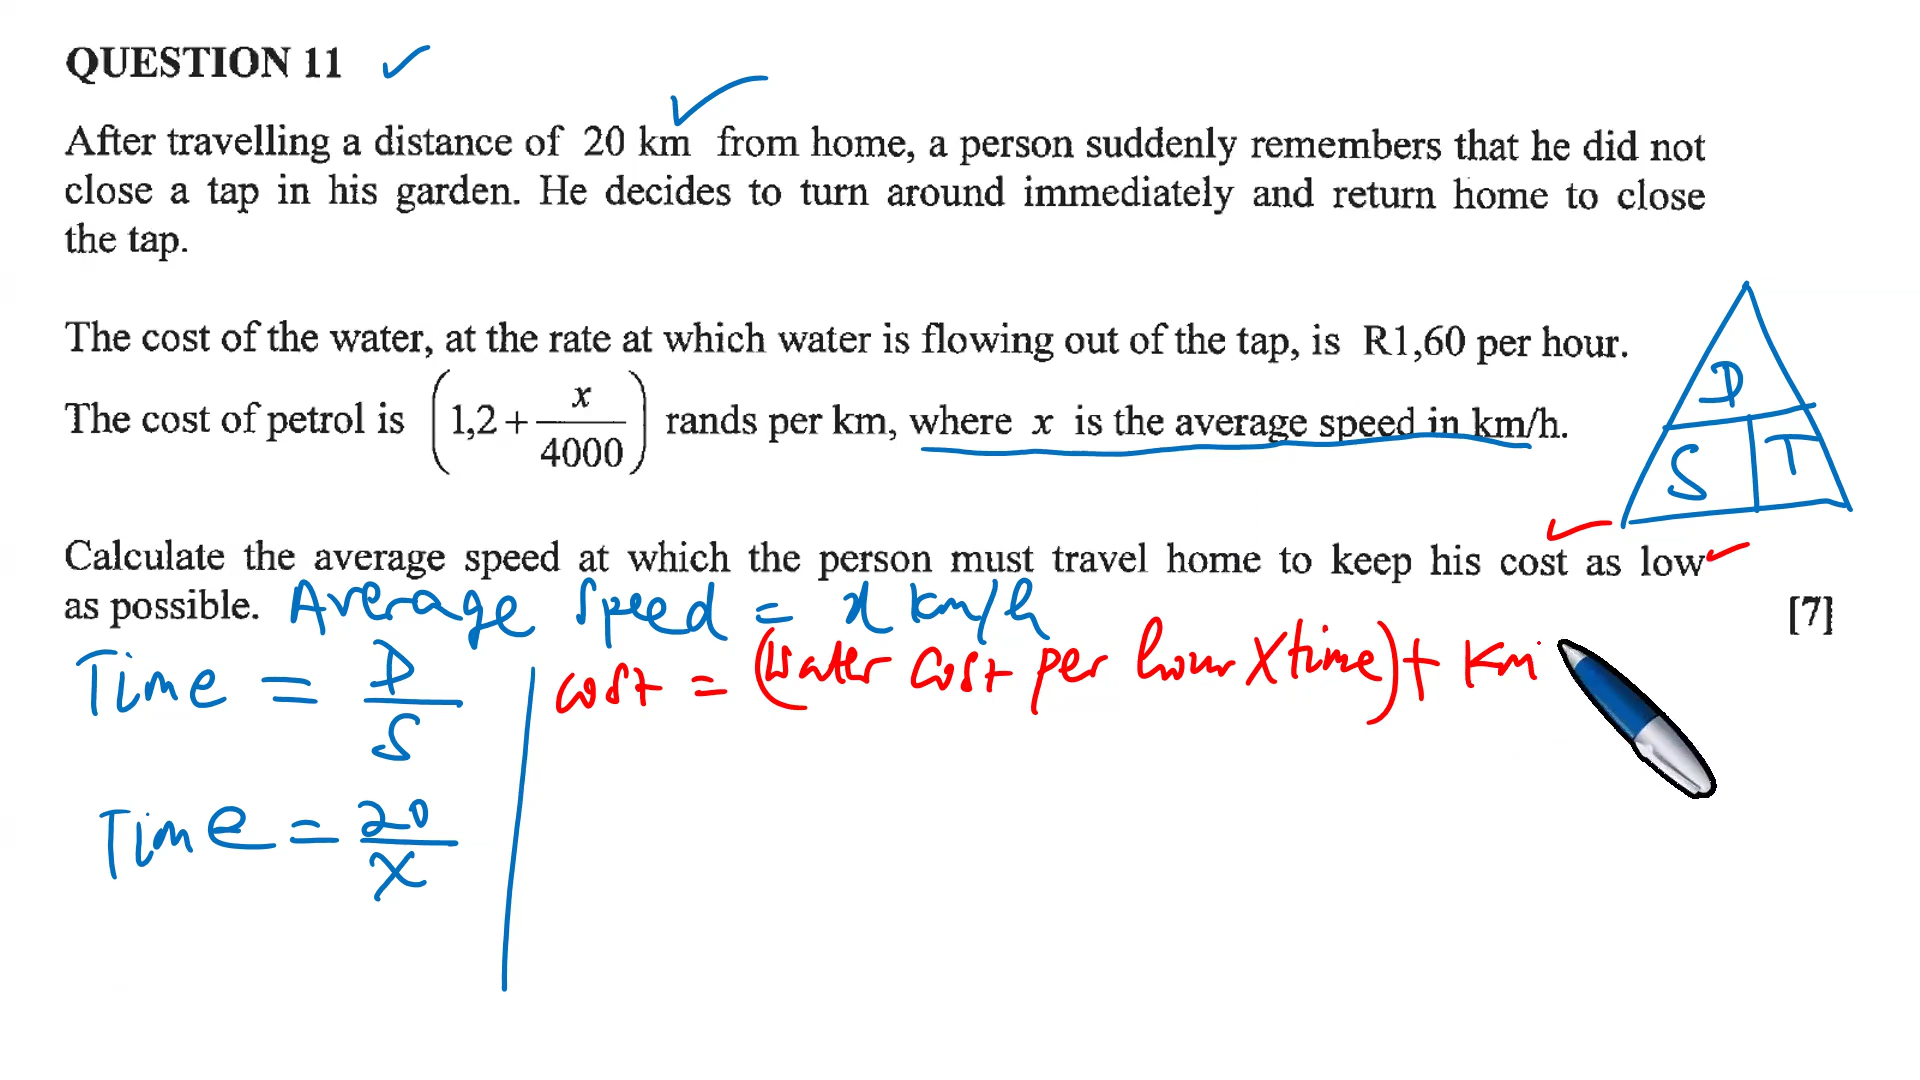 QUESTION 11
After travelling a distance of 20 km from home, a person suddenly remembers that he did not
close a tap in his garden. He decides to turn around immediately and return home to close
the tap.
The cost of the water, at the rate at which water is flowing out of the tap, is R1,60 per hour.
The cost of petrol is (1,2 + x/4000) rands per km, where x is the average speed in km/h.
D
S T
Calculate the average speed at which the person must travel home to keep his cost as low
as possible. Average Speed = x km/h
[7]
Time = D/S
cost = (Water cost per hour X time) + Km
Time = 20/x